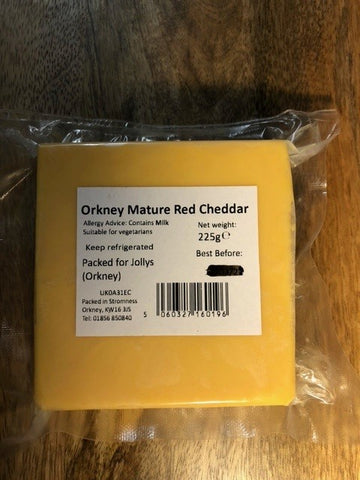 Orkney Mature Red Cheddar
Allergy Advice: Contains Milk
Suitable for vegetarians
Net weight:
225g℮
Keep refrigerated
Best Before:
Packed for Jollys
(Orkney)
UK0A31EC
Packed in Stromness
Orkney, KW16 3JS
Tel: 01856 850840
5 060327 160196